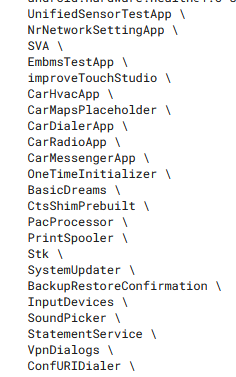 UnifiedSensorTestApp \
NrNetworkSettingApp \
SVA \
EmbmsTestApp \
improveTouchStudio \
CarHvacApp \
CarMapsPlaceholder \
CarDialerApp \
CarRadioApp \
CarMessengerApp \
OneTimeInitializer \
BasicDreams \
CtsShimPrebuilt \
PacProcessor \
PrintSpooler \
Stk \
SystemUpdater \
BackupRestoreConfirmation \
InputDevices \
SoundPicker \
StatementService \
VpnDialogs \
ConfURIDialer \